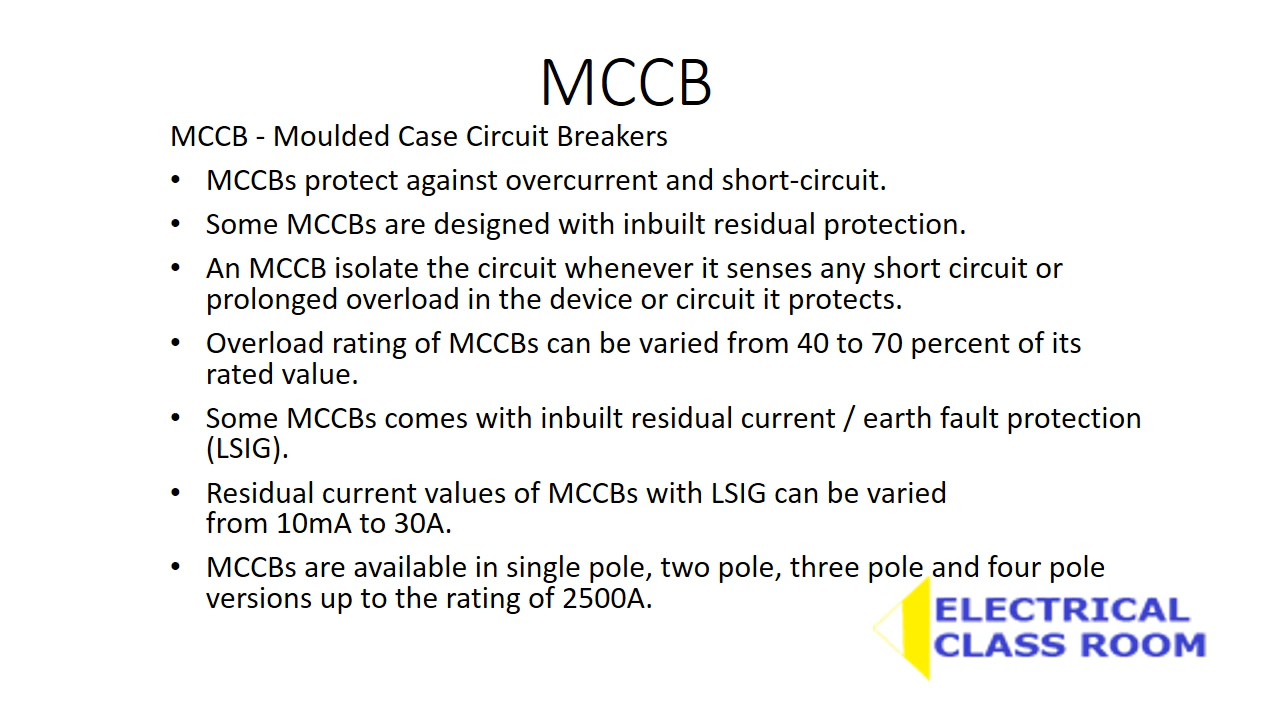 MCCB
MCCB - Moulded Case Circuit Breakers
• MCCBs protect against overcurrent and short-circuit.
• Some MCCBs are designed with inbuilt residual protection.
• An MCCB isolate the circuit whenever it senses any short circuit or
prolonged overload in the device or circuit it protects.
• Overload rating of MCCBs can be varied from 40 to 70 percent of its
rated value.
• Some MCCBs comes with inbuilt residual current / earth fault protection
(LSIG).
• Residual current values of MCCBs with LSIG can be varied
from 10mA to 30A.
• MCCBs are available in single pole, two pole, three pole and four pole
versions up to the rating of 2500A.
ELECTRICAL
CLASS ROOM